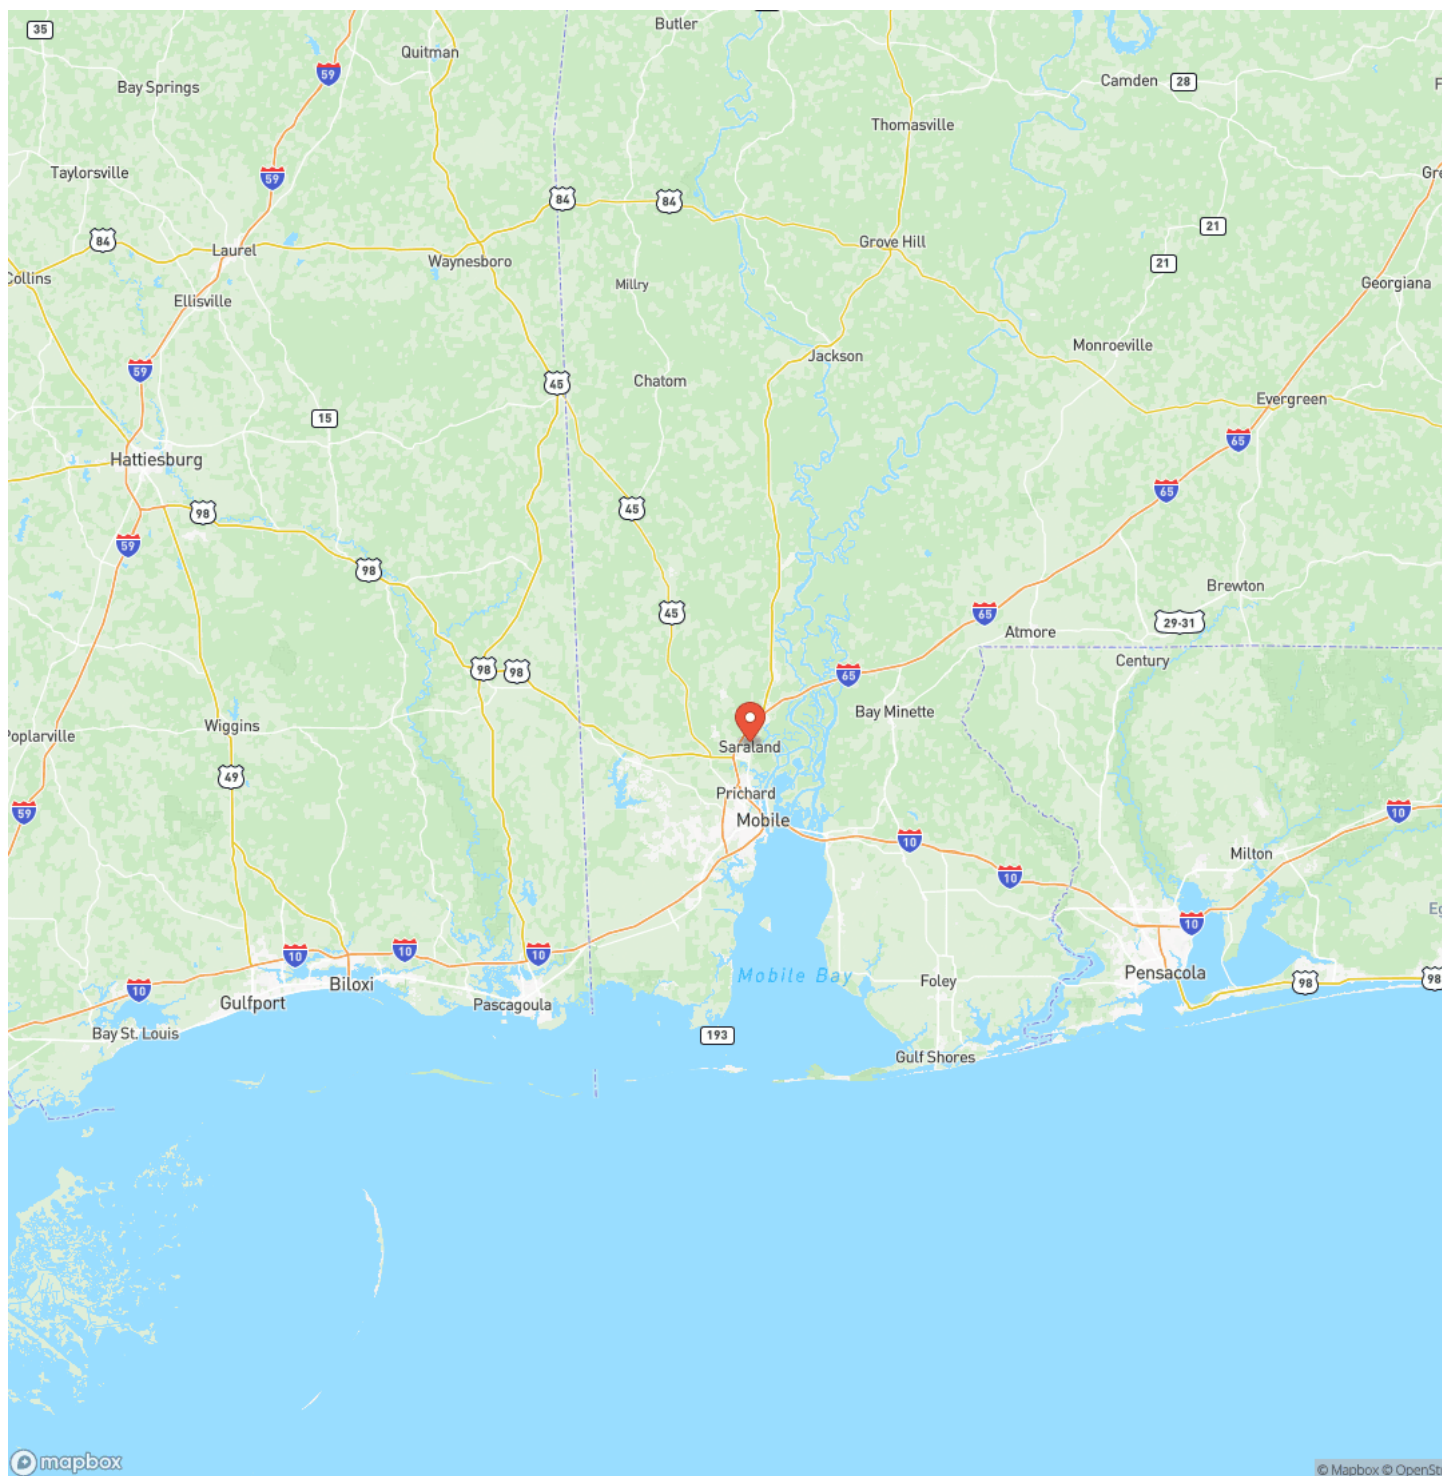 35
Butler
Quitman
59
Bay Springs
Camden
28
F
Thomasville
Taylorsville
59
Gre
84
84
21
84
Laurel
Grove Hill
Waynesboro
21
Collins
Millry
Georgiana
Ellisville
Monroeville
Jackson
59
Chatom
45
Evergreen
15
65
Hattiesburg
65
98
45
59
98
Brewton
45
65
29-31
Atmore
Century
98
98
65
Bay Minette
Wiggins
Poplarville
Saraland
49
Prichard
59
10
Mobile
10
Milton
10
Eg
10
10
10
10
Mobile Bay
Pensacola
Biloxi
Foley
98
98
10
Gulfport
Pascagoula
Bay St. Louis
193
Gulf Shores
mapbox
© Mapbox © OpenSt